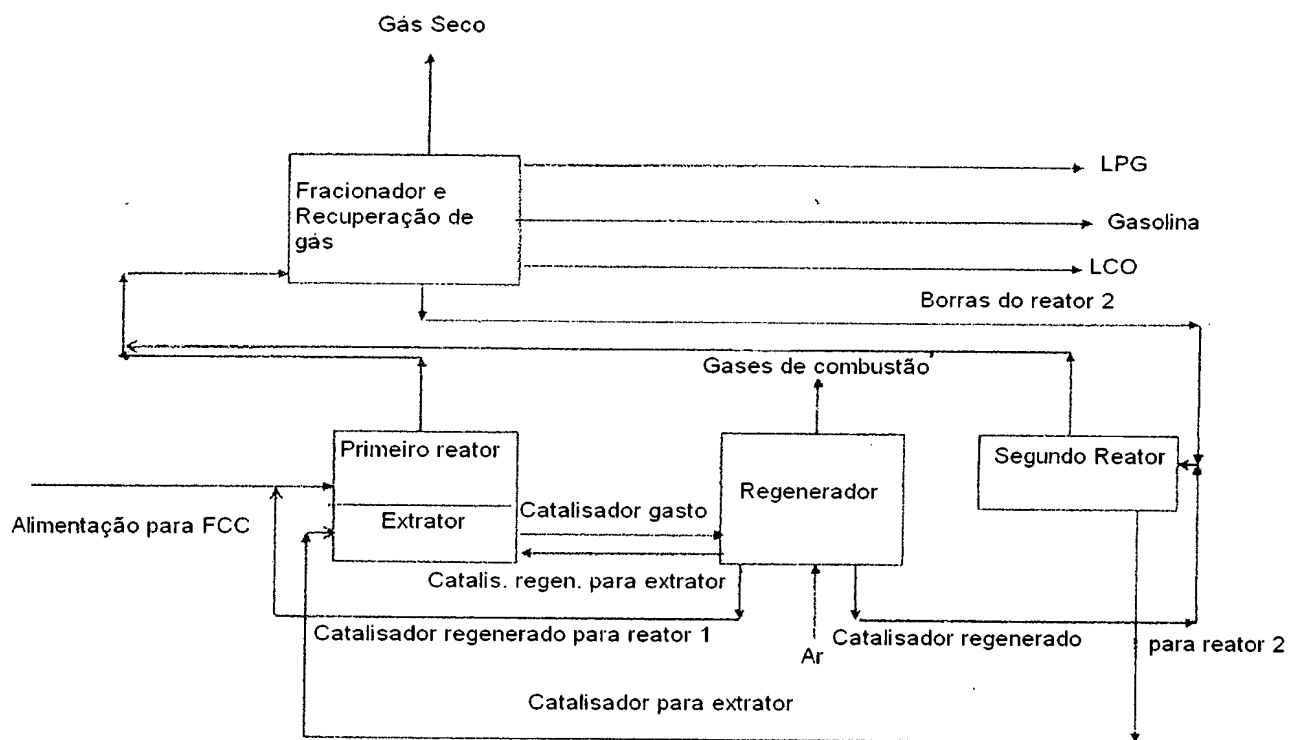 Gás Seco
Fracionador e
Recuperação de
gás
LPG
Gasolina
LCO
Borras do reator 2
Gases de combustão
Primeiro reator
Extrator
Regenerador
Segundo Reator
Alimentação para FCC
Catalisador gasto
Catalis. regen. para extrator
Catalisador regenerado para reator 1
Ar
Catalisador regenerado
para reator 2
Catalisador para extrator